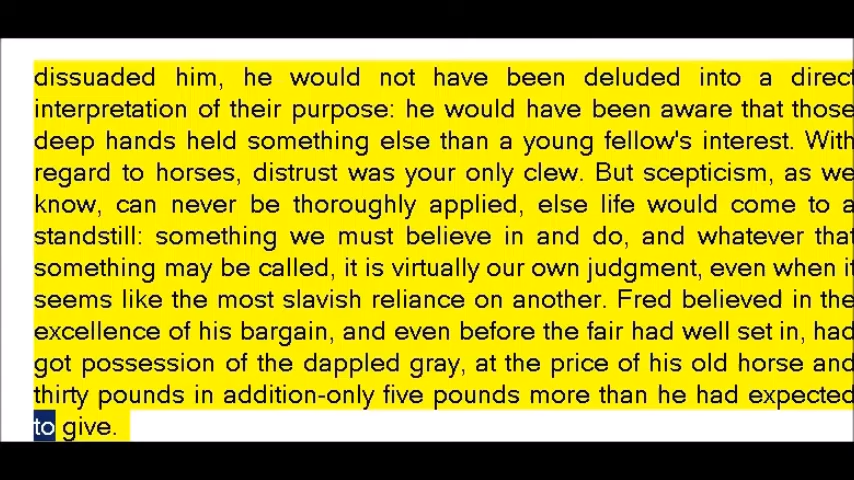 dissuaded him, he would not have been deluded into a direct
interpretation of their purpose: he would have been aware that those
deep hands held something else than a young fellow's interest. With
regard to horses, distrust was your only clew. But scepticism, as we
know, can never be thoroughly applied, else life would come to a
standstill: something we must believe in and do, and whatever that
something may be called, it is virtually our own judgment, even when it
seems like the most slavish reliance on another. Fred believed in the
excellence of his bargain, and even before the fair had well set in, had
got possession of the dappled gray, at the price of his old horse and
thirty pounds in addition-only five pounds more than he had expected
to give.